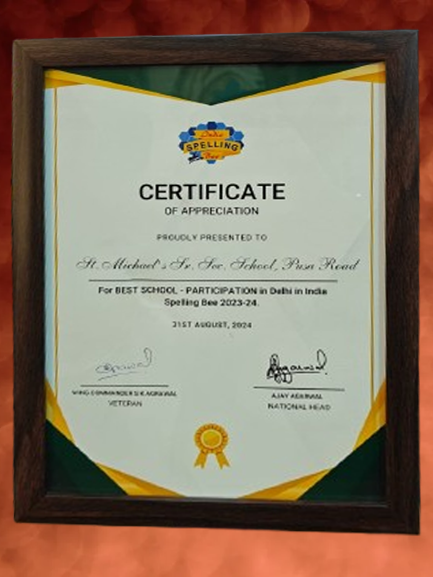 India
SPELLING
Bee
CERTIFICATE
OF APPRECIATION
PROUDLY PRESENTED TO
St. Michael's Sr. Sec. School, Pusa Road
For BEST SCHOOL - PARTICIPATION in Delhi in India
Spelling Bee 2023-24.
31ST AUGUST, 2024
Agrawal
Agarwal
WING COMMANDER S K AGRAWAL
AJAY AGARWAL
VETERAN
NATIONAL HEAD